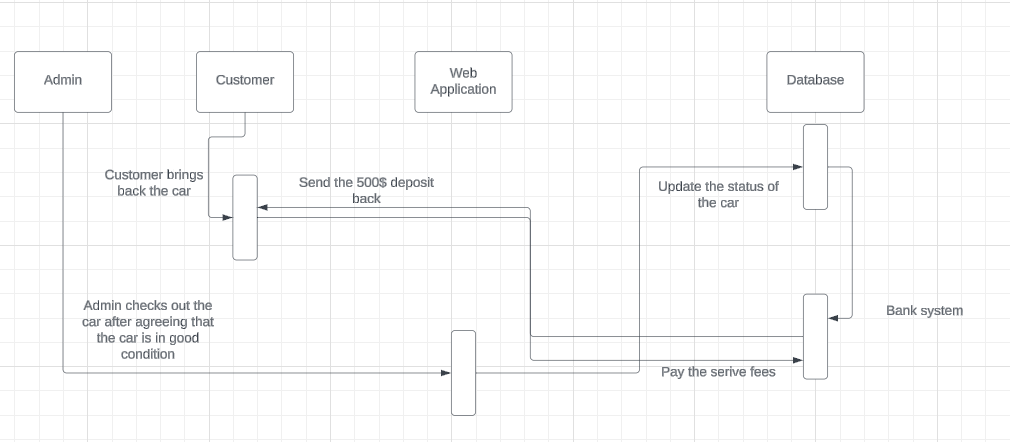 Admin
Customer
Web
Application
Database
Customer brings
back the car
Send the 500$ deposit
back
Update the status of
the car
Admin checks out the
car after agreeing that
the car is in good
condition
Bank system
Pay the serive fees